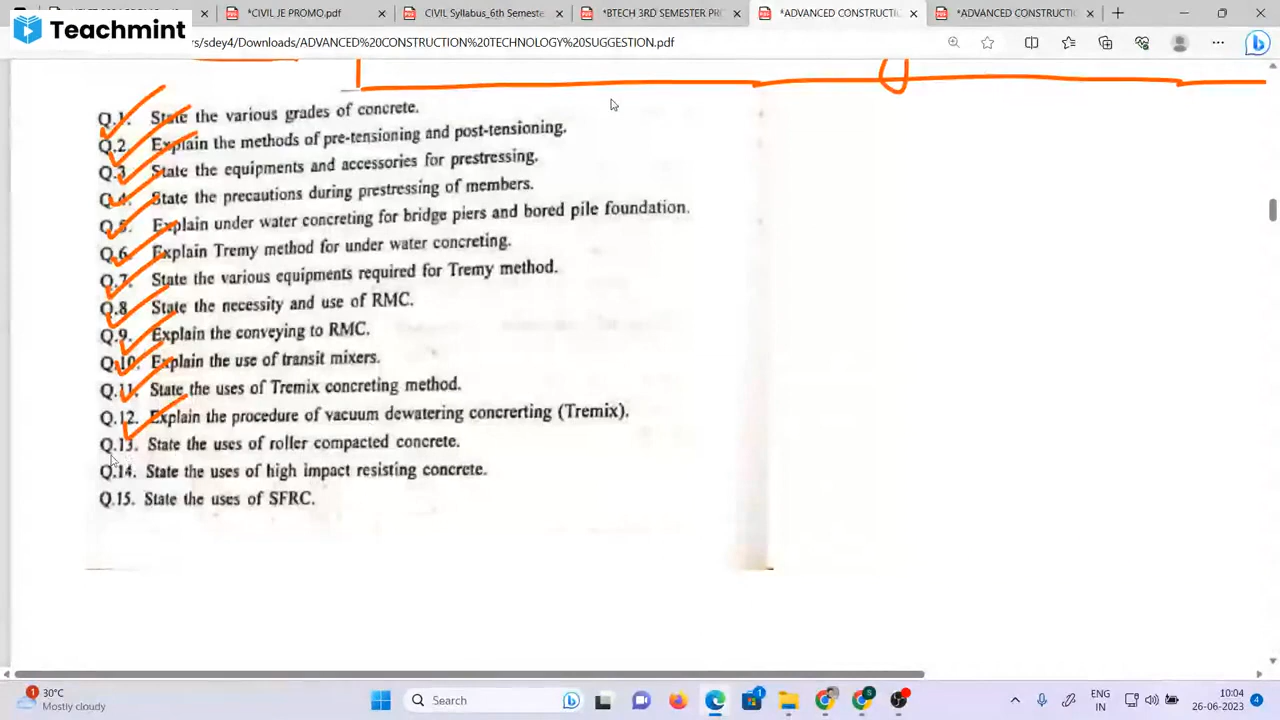 *CIVIL JE PROMO.pdf
CIVIL Syllabus 6th Semeste
*BTECH 3RD SEMESTER PR
*ADVANCED CONSTRUCTI
*ADVANCED CONSTRUCTIC
Teachmint
rs/sdey4/Downloads/ADVANCED%20CONSTRUCTION%20TECHNOLOGY%20SUGGESTION.pdf
Q.1. State the various grades of concrete.
Q.2. Explain the methods of pre-tensioning and post-tensioning.
Q.3 State the equipments and accessories for prestressing.
Q.4. State the precautions during prestressing of members.
Q.5. Explain under water concreting for bridge piers and bored pile foundation.
Q.6. Explain Tremy method for under water concreting.
Q.7. State the various equipments required for Tremy method.
Q.8 State the necessity and use of RMC.
Q.9. Explain the conveying to RMC.
Q.10. Explain the use of transit mixers.
Q.11. State the uses of Tremix concreting method.
Q.12. Explain the procedure of vacuum dewatering concrerting (Tremix).
Q.13. State the uses of roller compacted concrete.
Q.14. State the uses of high impact resisting concrete.
Q.15. State the uses of SFRC.
1
30°C
Mostly cloudy
Search
1
ENG
IN
10:04
26-06-2023
4